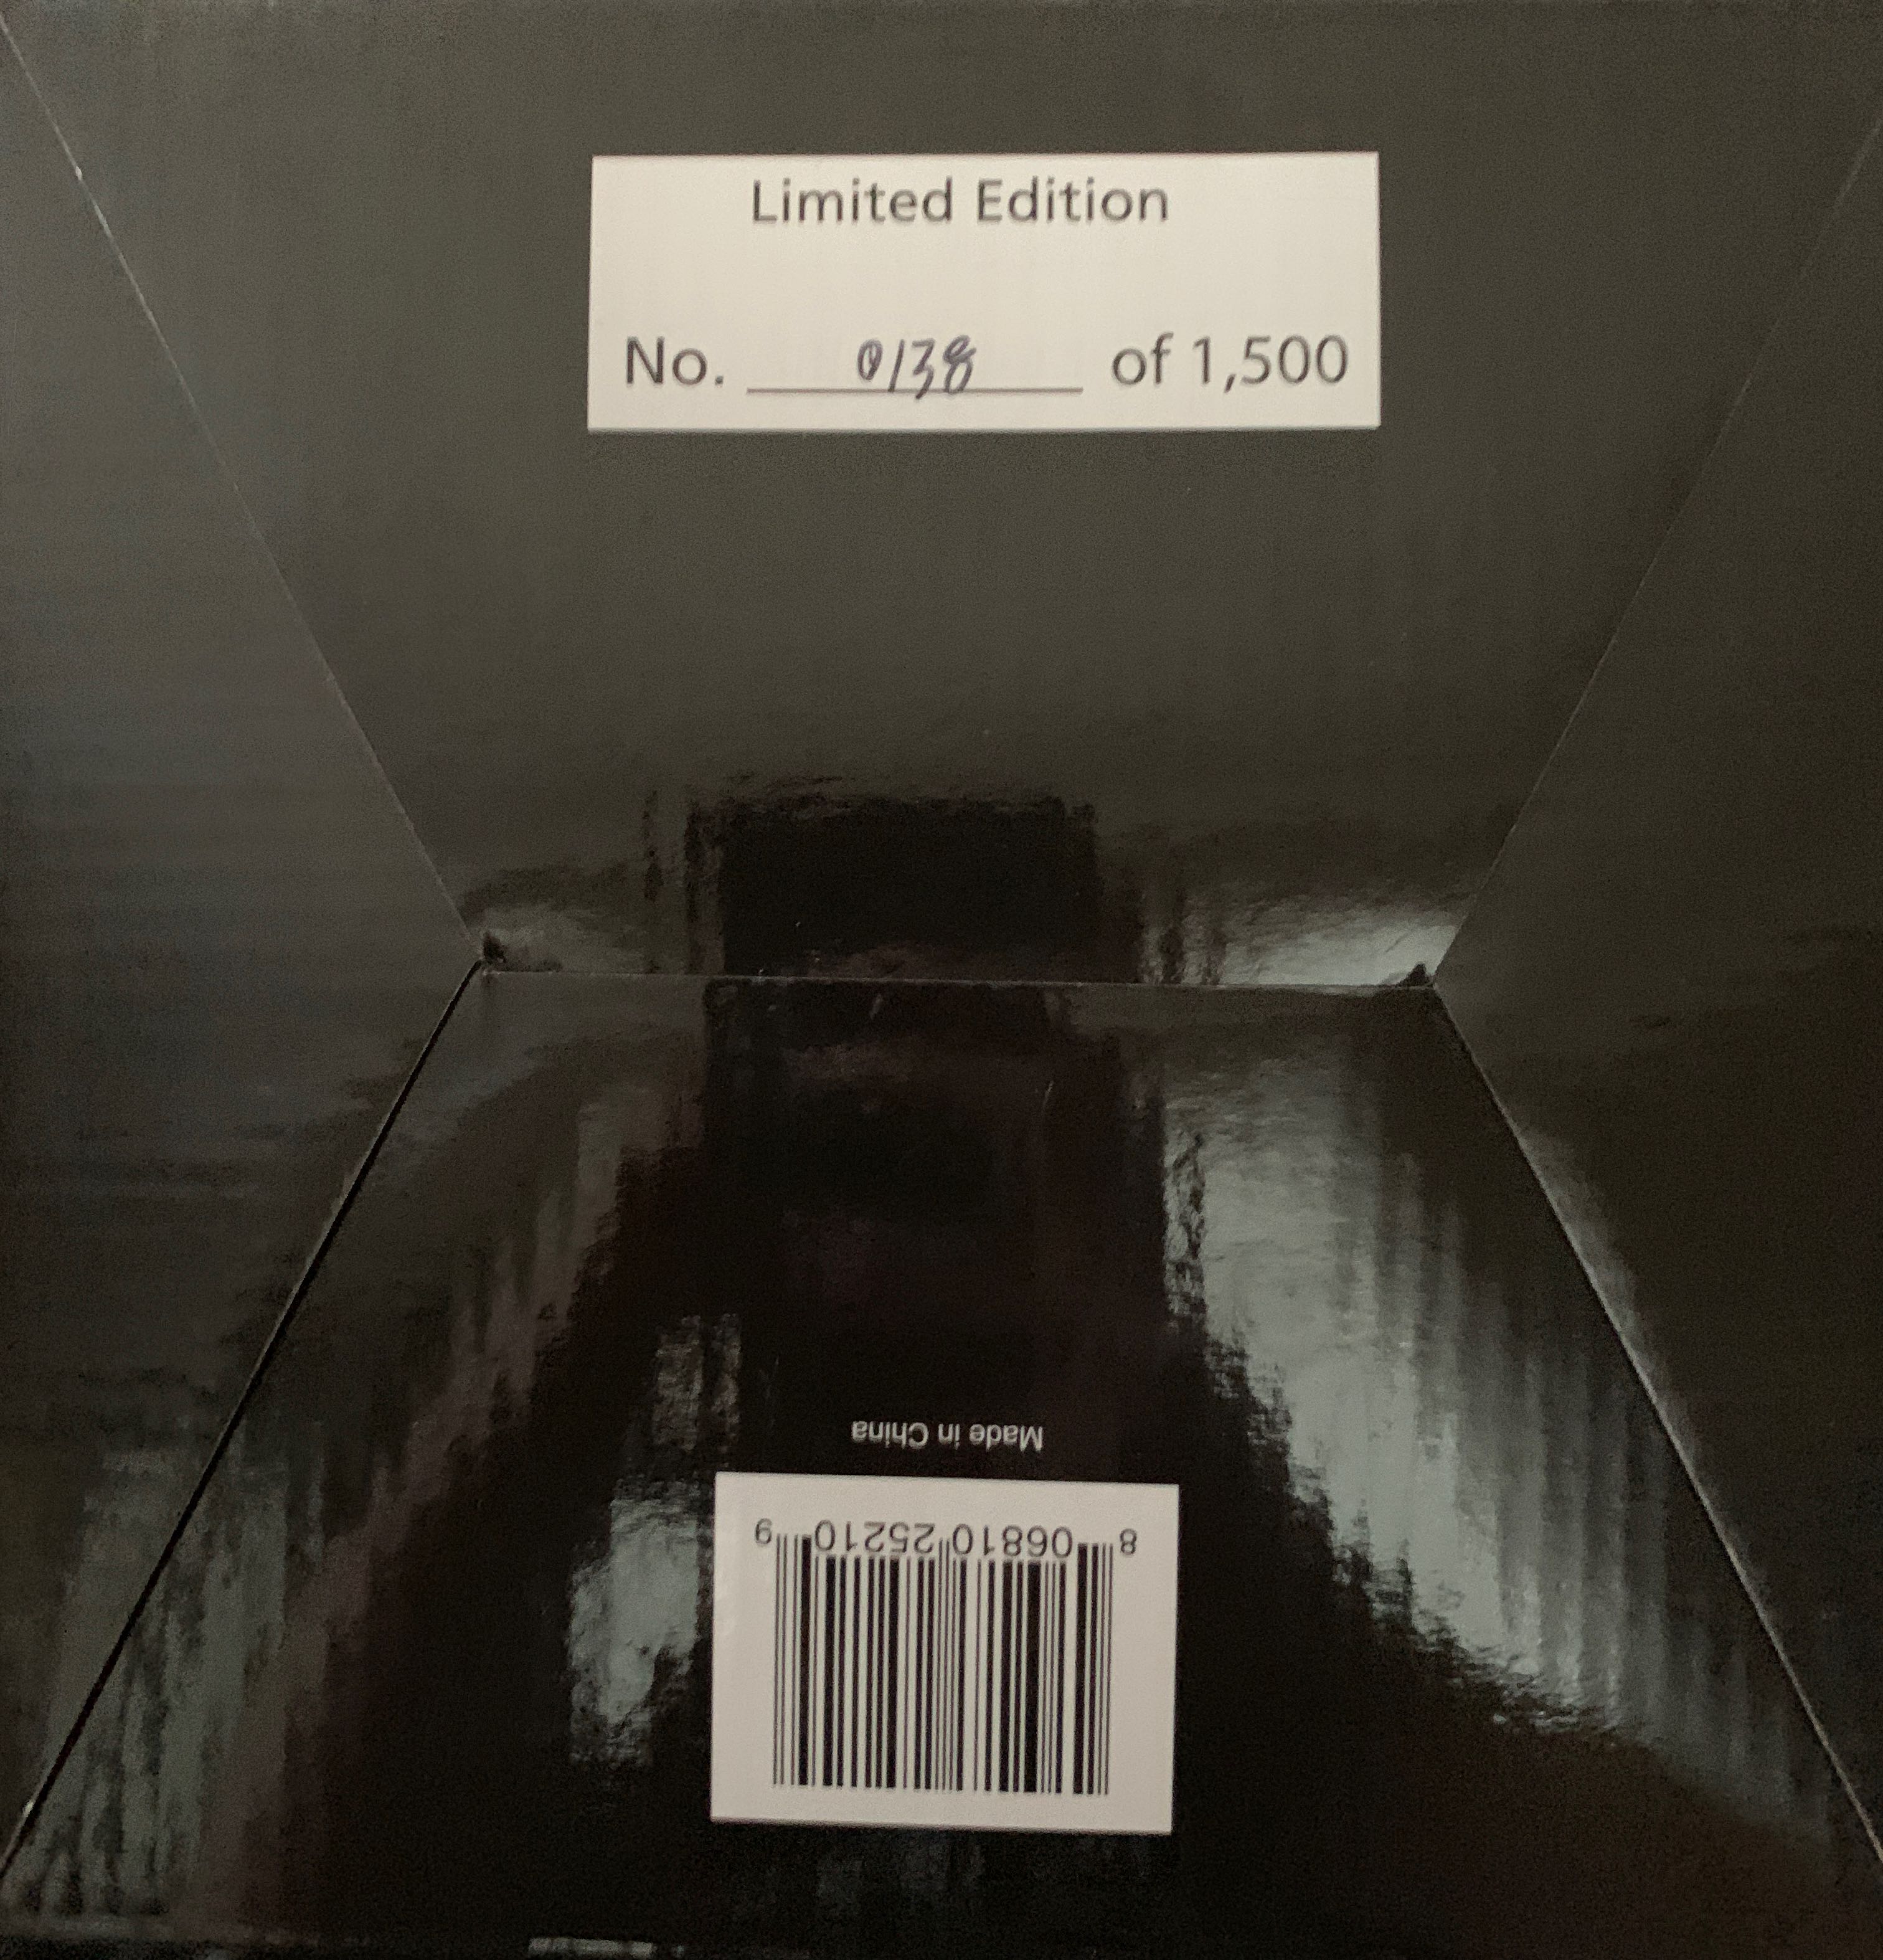 Limited Edition
No. 0138 of 1,500
Made in China
8 06810 25210 9